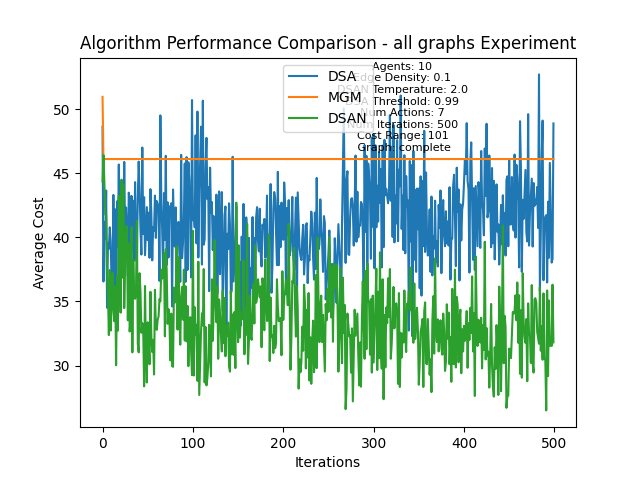 Algorithm Performance Comparison - all graphs Experiment
Agents: 10
Edge Density: 0.1
DSAN Temperature: 2.0
DSA Threshold: 0.99
Num Actions: 7
Num Iterations: 500
Cost Range: 101
Graph: complete
DSA
MGM
DSAN
Average Cost
50
45
40
35
30
0
100
200
300
400
500
Iterations